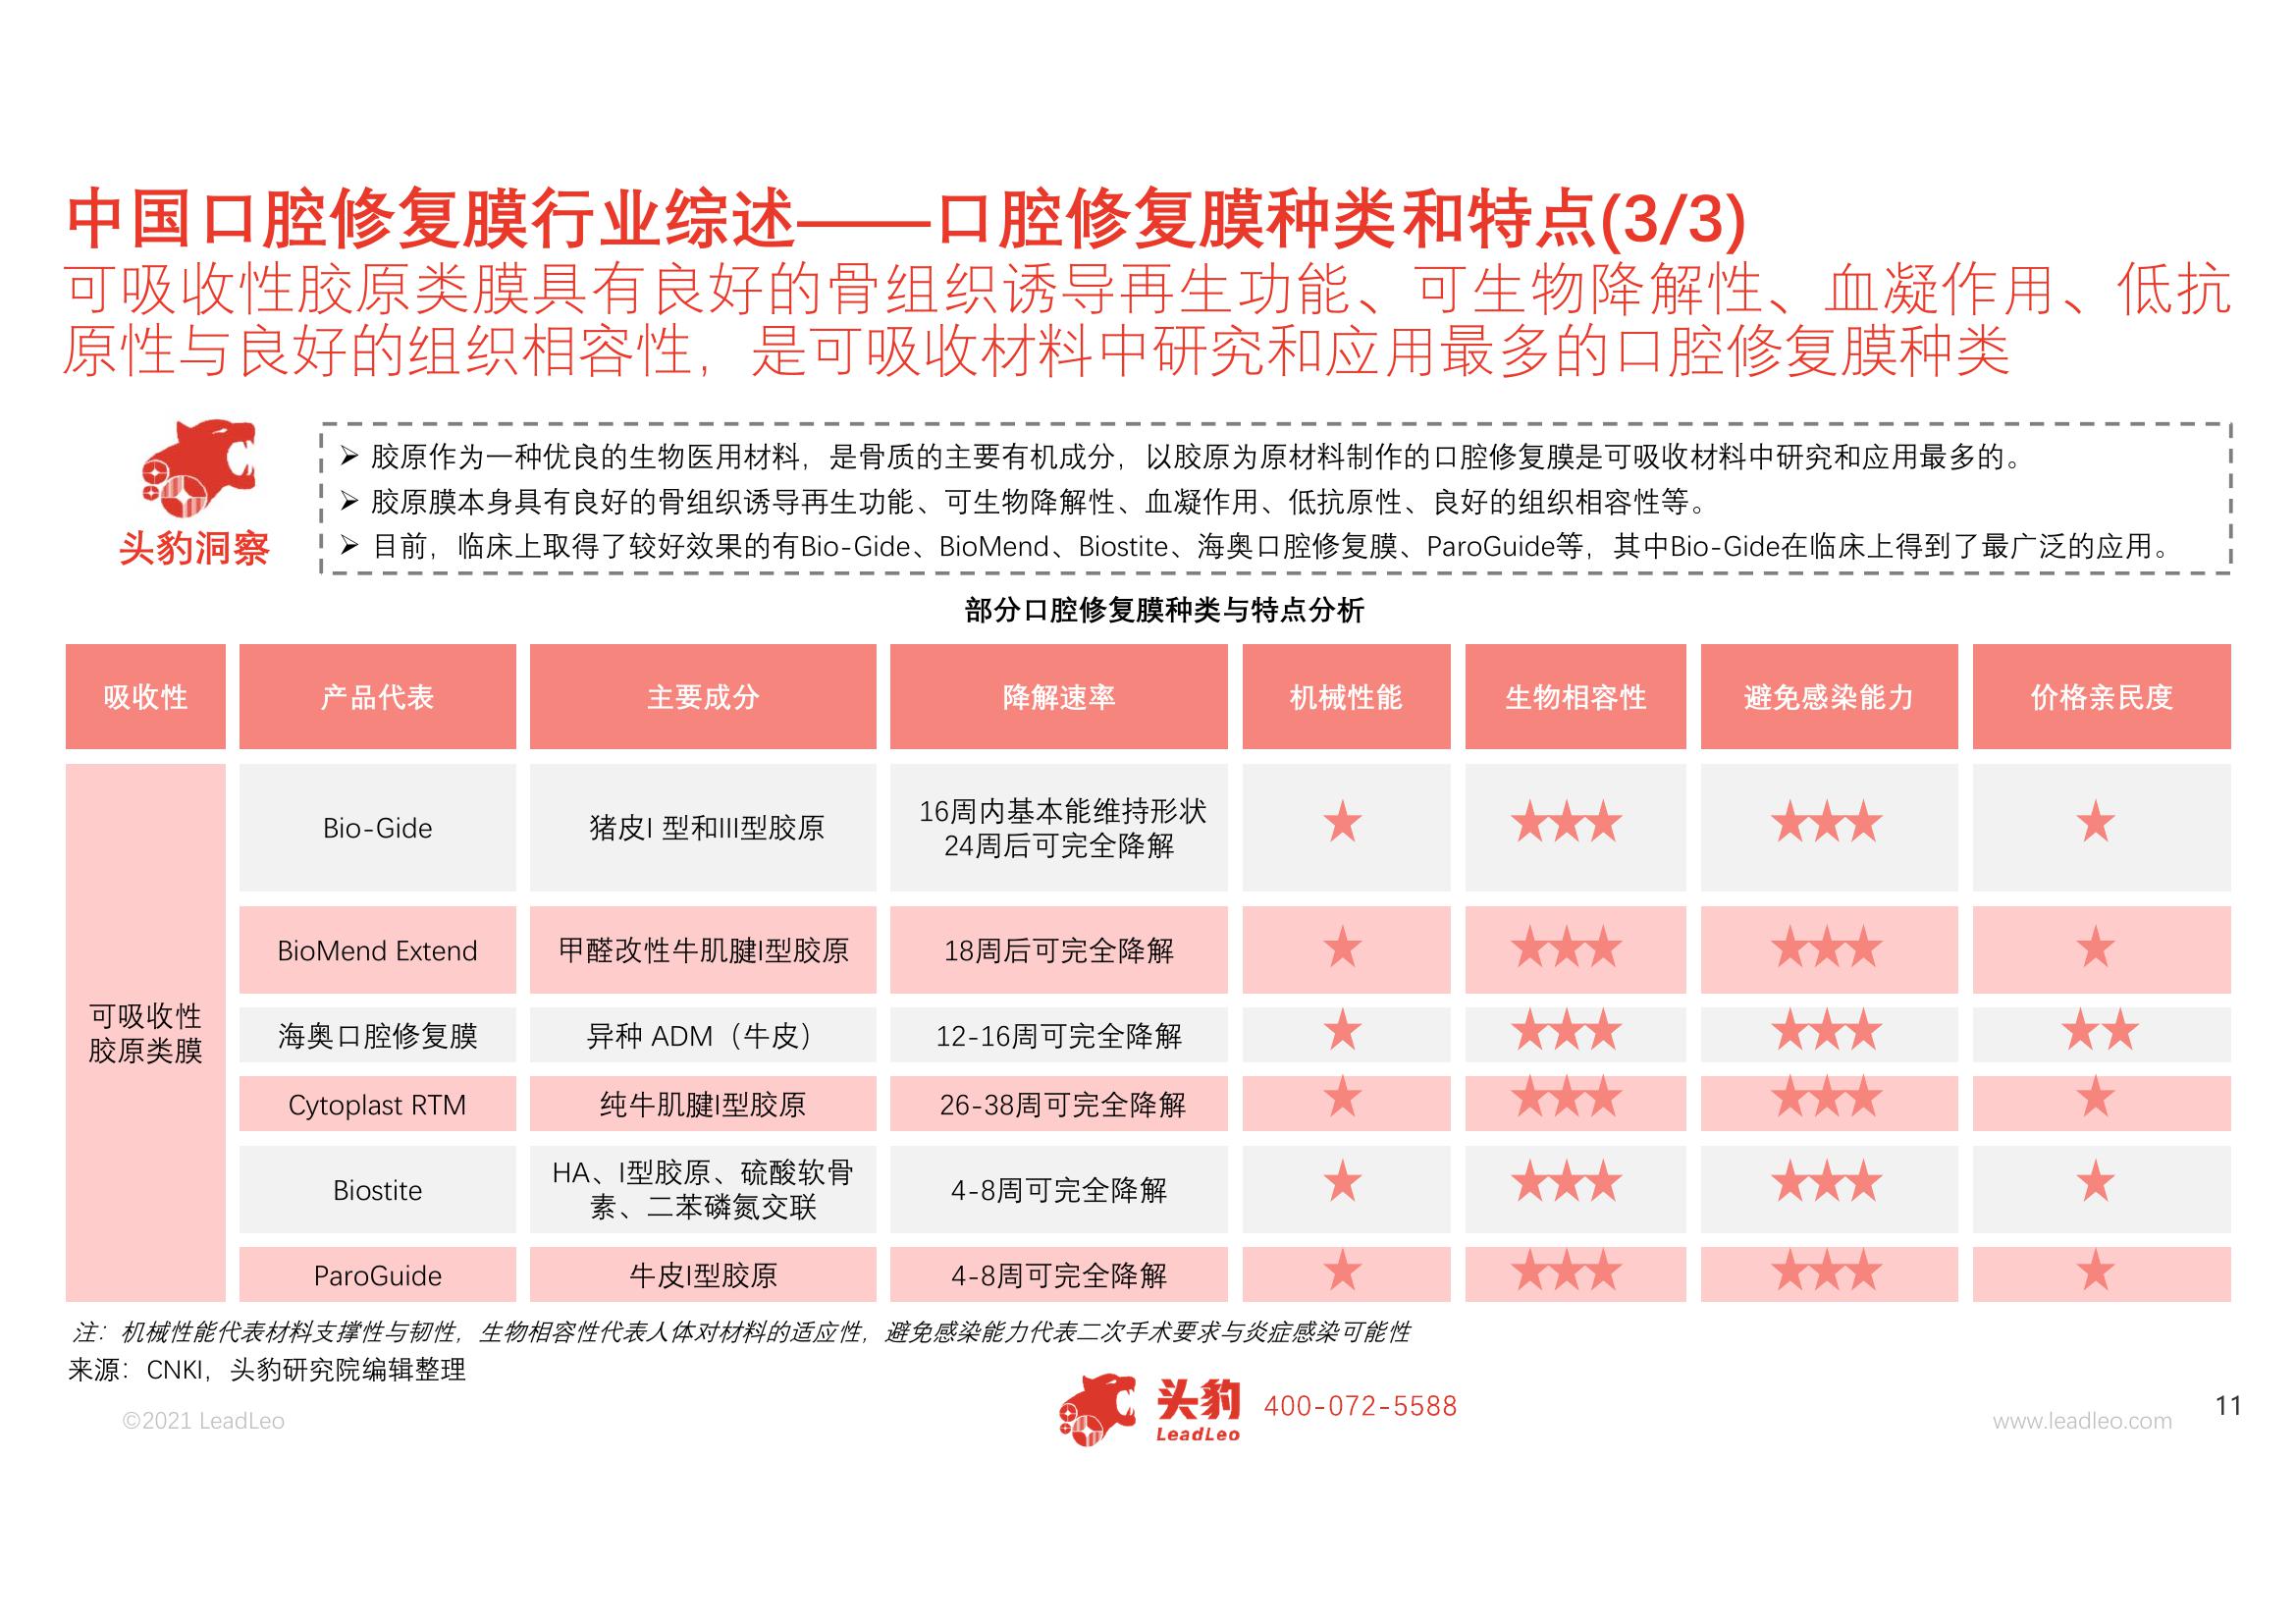 中国口腔修复膜行业综述——口腔修复膜种类和特点(3/3)
可吸收性胶原类膜具有良好的骨组织诱导再生功能、可生物降解性、血凝作用、低抗
原性与良好的组织相容性，是可吸收材料中研究和应用最多的口腔修复膜种类
头豹洞察
➢ 胶原作为一种优良的生物医用材料，是骨质的主要有机成分，以胶原为原材料制作的口腔修复膜是可吸收材料中研究和应用最多的。
➢ 胶原膜本身具有良好的骨组织诱导再生功能、可生物降解性、血凝作用、低抗原性、良好的组织相容性等。
➢ 目前，临床上取得了较好效果的有Bio-Gide、BioMend、Biostite、海奥口腔修复膜、ParoGuide等，其中Bio-Gide在临床上得到了最广泛的应用。
部分口腔修复膜种类与特点分析
吸收性 产品代表 主要成分 降解速率 机械性能 生物相容性 避免感染能力 价格亲民度
可吸收性
胶原类膜
Bio-Gide 猪皮I 型和III型胶原 16周内基本能维持形状
24周后可完全降解 ★ ★★★ ★★★ ★
BioMend Extend 甲醛改性牛肌腱I型胶原 18周后可完全降解 ★ ★★★ ★★★ ★
海奥口腔修复膜 异种 ADM（牛皮） 12-16周可完全降解 ★ ★★★ ★★★ ★★
Cytoplast RTM 纯牛肌腱I型胶原 26-38周可完全降解 ★ ★★★ ★★★ ★
Biostite HA、I型胶原、硫酸软骨
素、二苯磷氮交联 4-8周可完全降解 ★ ★★★ ★★★ ★
ParoGuide 牛皮I型胶原 4-8周可完全降解 ★ ★★★ ★★★ ★
注：机械性能代表材料支撑性与韧性，生物相容性代表人体对材料的适应性，避免感染能力代表二次手术要求与炎症感染可能性
来源：CNKI，头豹研究院编辑整理
©2021 LeadLeo
头豹
LeadLeo
400-072-5588
www.leadleo.com
11